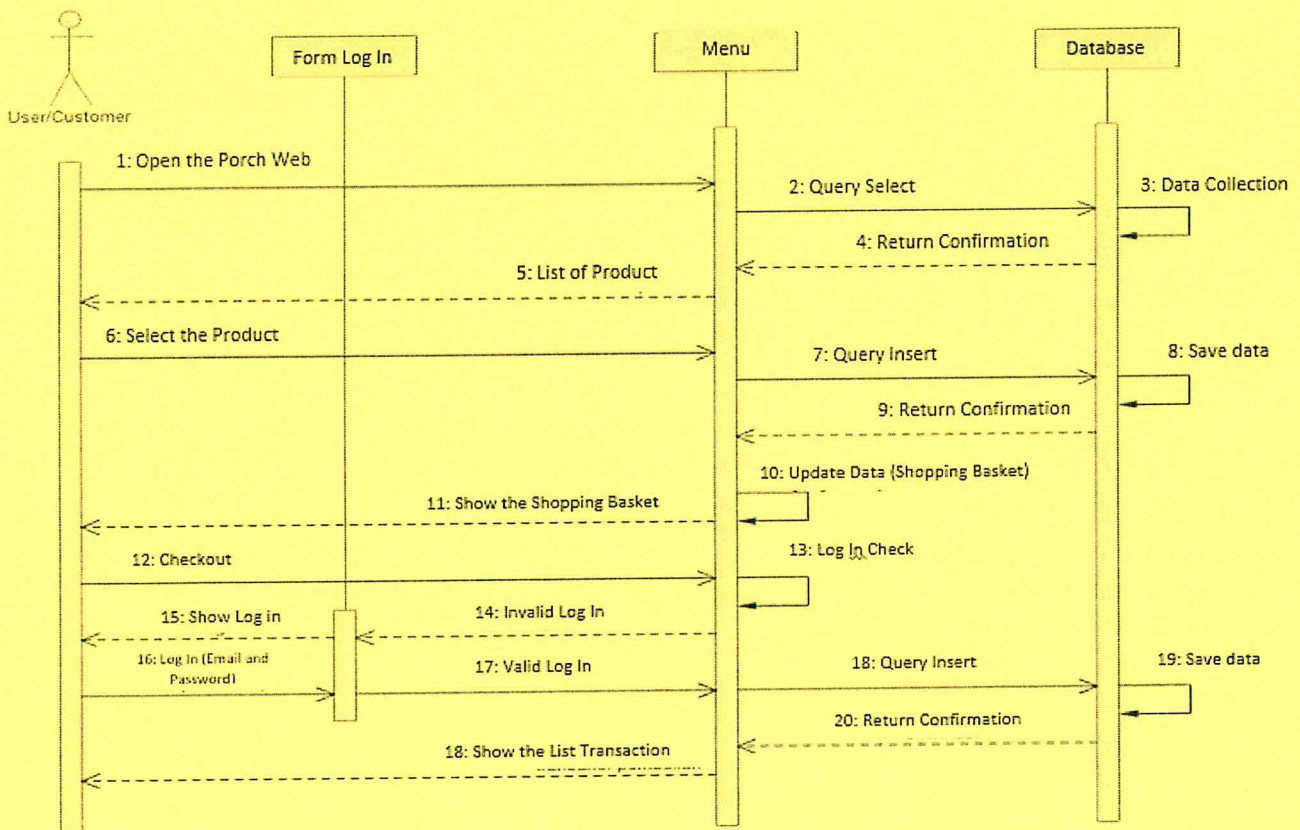 Form Log In
Menu
Database
User/Customer
1: Open the Porch Web
2: Query Select
3: Data Collection
4: Return Confirmation
5: List of Product
6: Select the Product
7: Query Insert
8: Save data
9: Return Confirmation
10: Update Data (Shopping Basket)
11: Show the Shopping Basket
12: Checkout
13: Log In Check
14: Invalid Log In
15: Show Log in
16: Log In (Email and
Password)
17: Valid Log In
18: Query Insert
19: Save data
20: Return Confirmation
18: Show the List Transaction